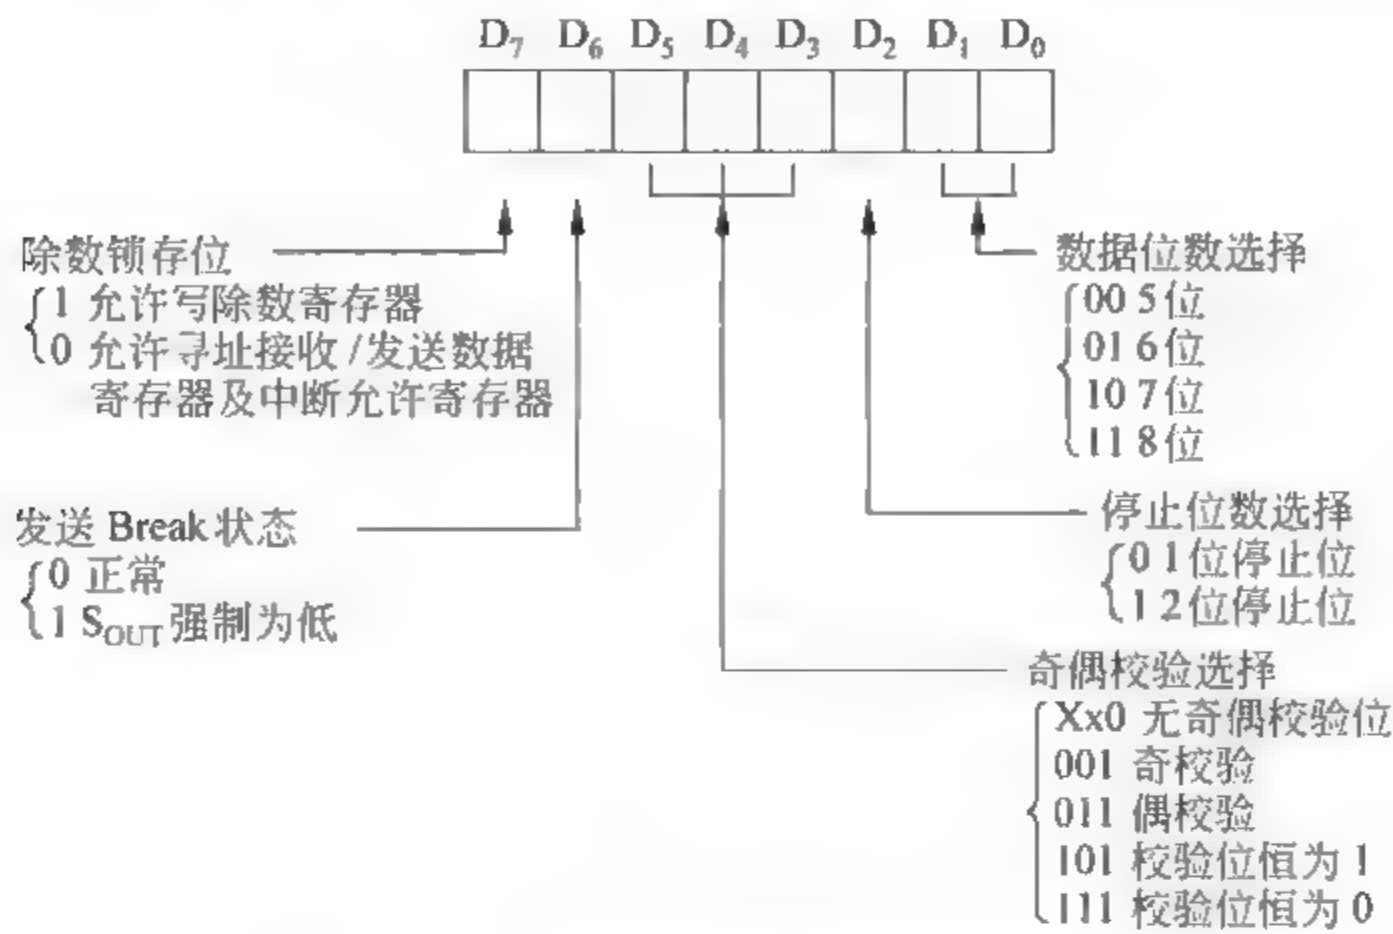 D₇ D₆ D₅ D₄ D₃ D₂ D₁ D₀
除数锁存位
1 允许写除数寄存器
0 允许寻址接收/发送数据
寄存器及中断允许寄存器
发送 Break 状态
0 正常
1 S_OUT 强制为低
数据位数选择
00 5位
01 6位
10 7位
11 8位
停止位数选择
0 1位停止位
1 2位停止位
奇偶校验选择
Xx0 无奇偶校验位
001 奇校验
011 偶校验
101 校验位恒为 1
111 校验位恒为 0